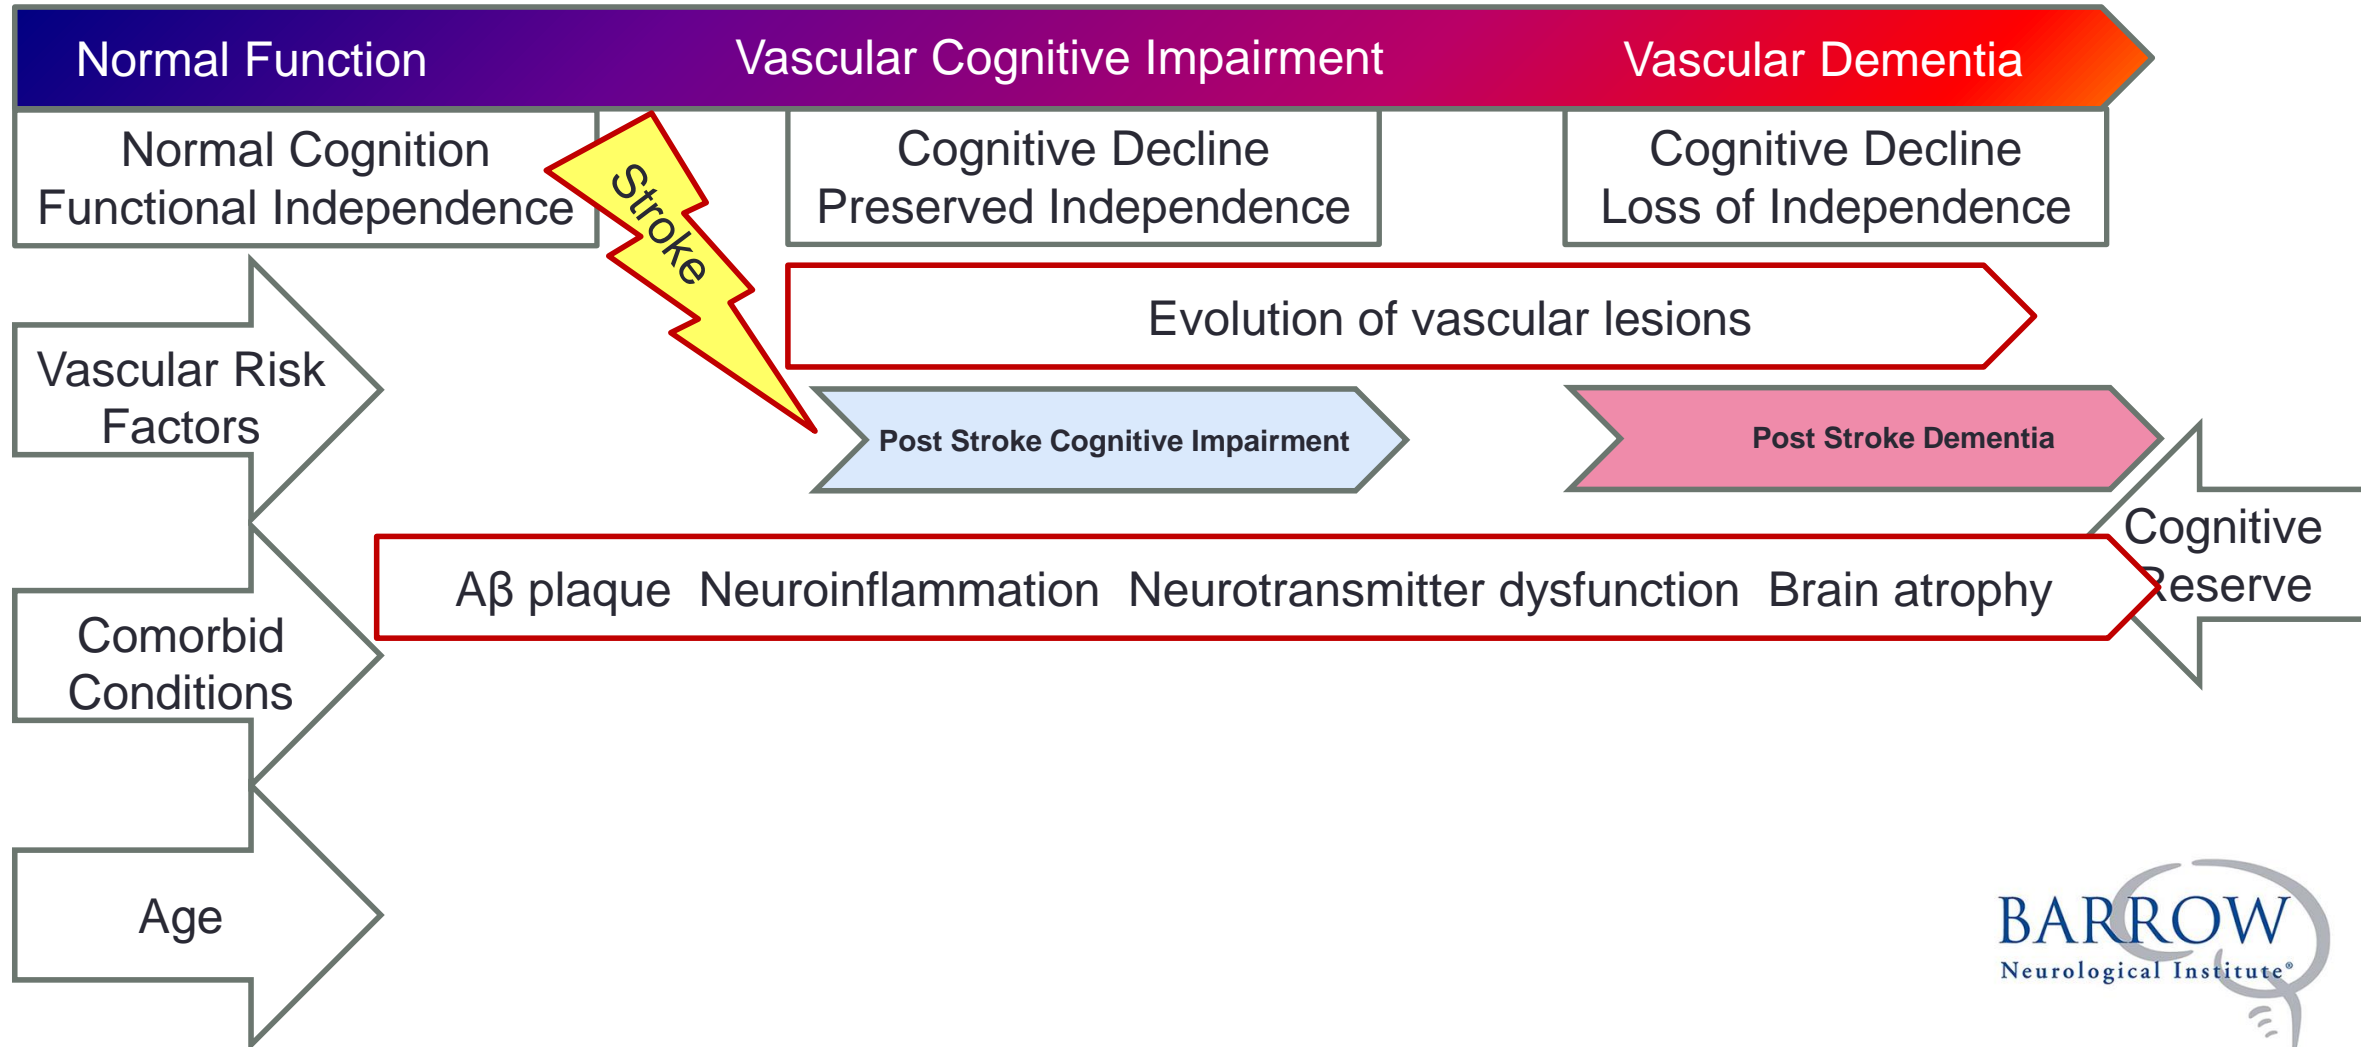 Normal Function
Vascular Cognitive Impairment
Vascular Dementia
Normal Cognition
Functional Independence
Stroke
Cognitive Decline
Preserved Independence
Cognitive Decline
Loss of Independence
Evolution of vascular lesions
Vascular Risk
Factors
Post Stroke Cognitive Impairment
Post Stroke Dementia
Cognitive
Reserve
Aβ plaque Neuroinflammation Neurotransmitter dysfunction Brain atrophy
Comorbid
Conditions
Age
BARROW
Neurological Institute®